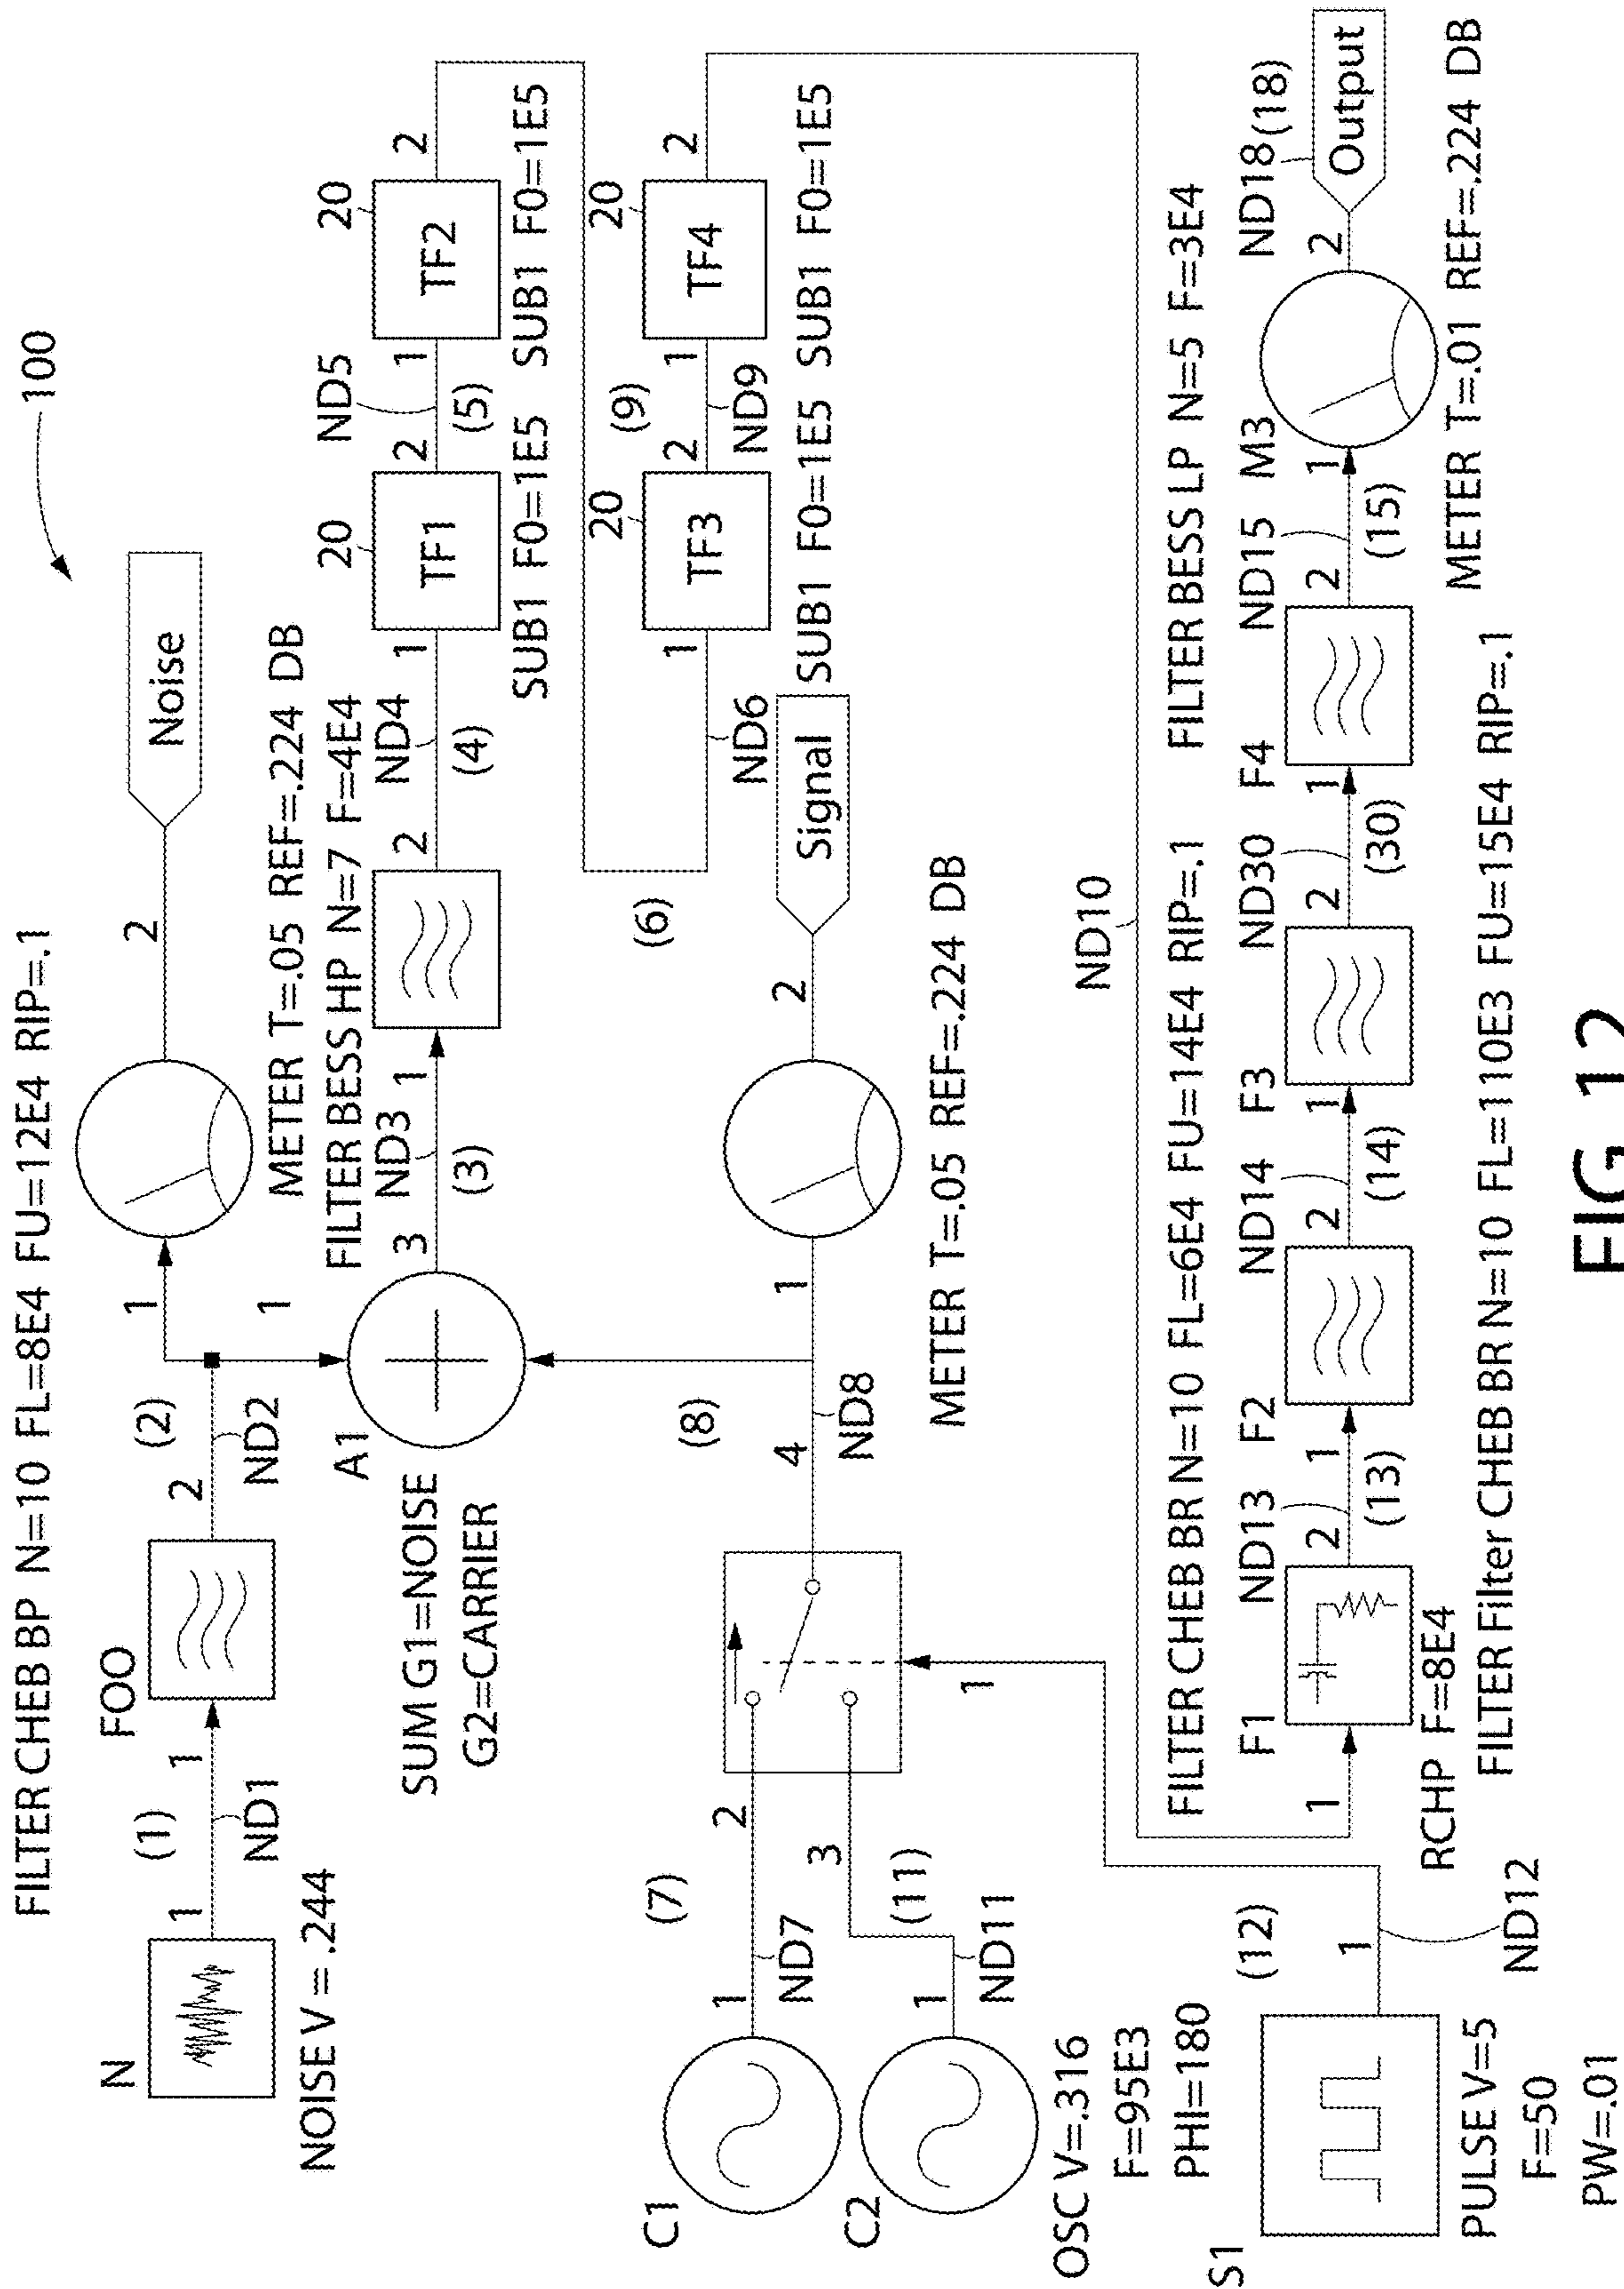 100
FILTER CHEB BP N=10 FL=8E4 FU=12E4 RIP=.1
N
1
(1)
ND1
1
FOO
2
(2)
ND2
1
1
2
Noise
NOISE V = .244
METER T=.05 REF=.224 DB
FILTER BESS HP N=7 F=4E4
A1
SUM G1=NOISE
G2=CARRIER
3
ND3
(3)
1
2
ND4
(4)
1
20
TF1
2
ND5
(5)
1
20
TF2
2
SUB1 F0=1E5
SUB1 F0=1E5
(6)
ND6
1
20
TF3
2
(9)
ND9
1
20
TF4
2
SUB1 F0=1E5
SUB1 F0=1E5
C1
1
(7)
ND7
2
C2
1
(11)
ND11
3
4
(8)
ND8
1
2
Signal
METER T=.05 REF=.224 DB
OSC V=.316
F=95E3
PHI=180
1
ND10
S1
1
(12)
ND12
PULSE V=5
F=50
PW=.01
FILTER CHEB BR N=10 FL=6E4 FU=14E4 RIP=.1
FILTER BESS LP N=5 F=3E4
1
F1
2
ND13
(13)
1
F2
2
ND14
(14)
1
F3
2
ND30
(30)
1
F4
2
ND15
(15)
1
M3
2
ND18
(18)
Output
RCHP F=8E4
METER T=.01 REF=.224 DB
FILTER Filter CHEB BR N=10 FL=110E3 FU=15E4 RIP=.1
FIG. 12